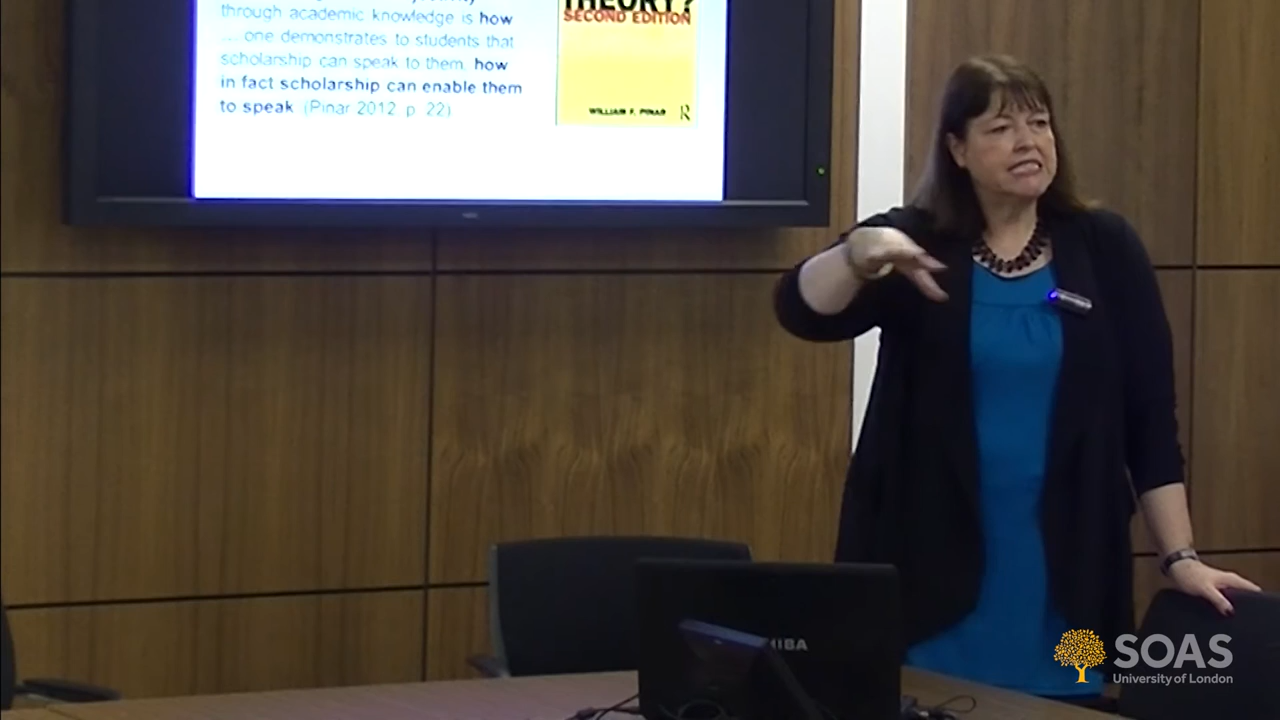 through academic knowledge is how
... one demonstrates to students that
scholarship can speak to them, how
in fact scholarship can enable them
to speak (Pinar 2012 p. 22)
THEORY?
SECOND EDITION
WILLIAM F. PINAR
R
HIBA
SOAS
University of London